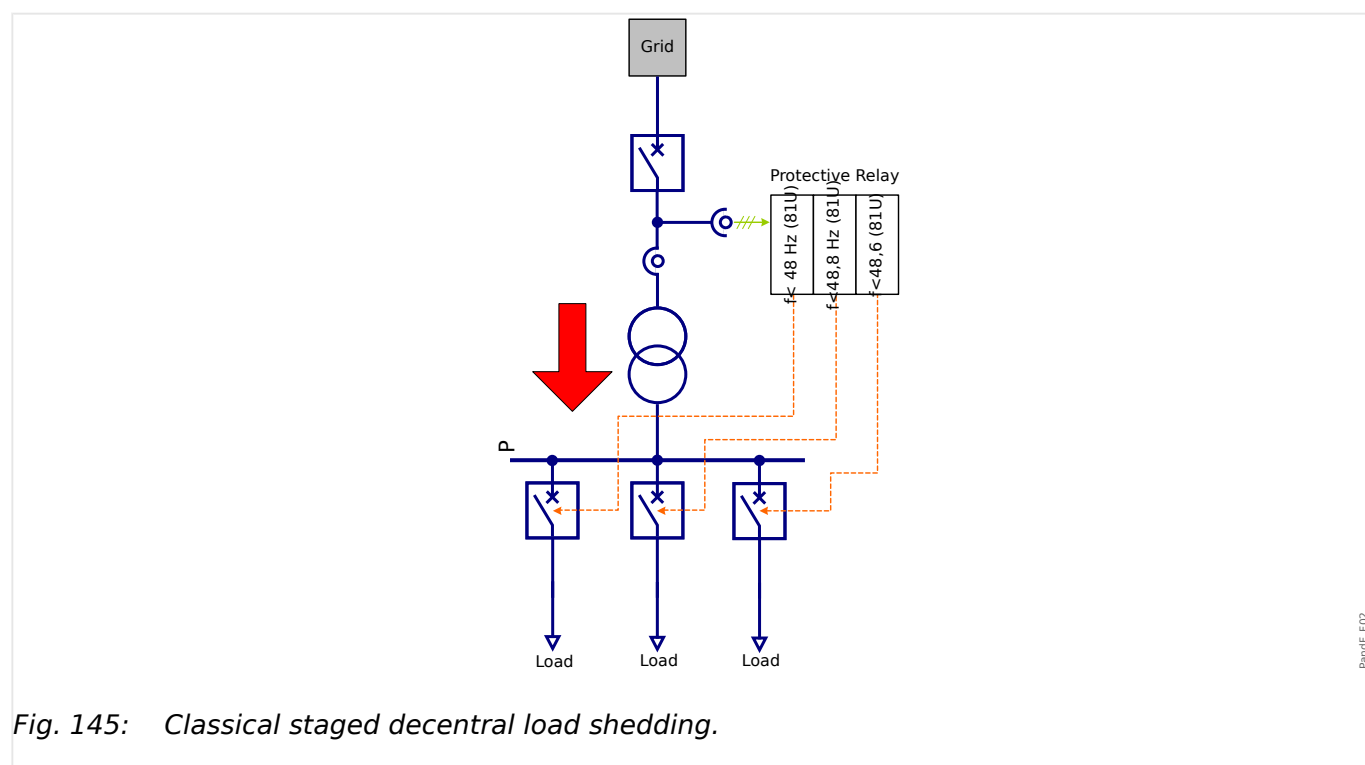 Grid
Protective Relay
f< 48 Hz (81U)
f<48,8 Hz (81U)
f<48,6 (81U)
P
Load
Load
Load
PandF_E02
Fig. 145: Classical staged decentral load shedding.